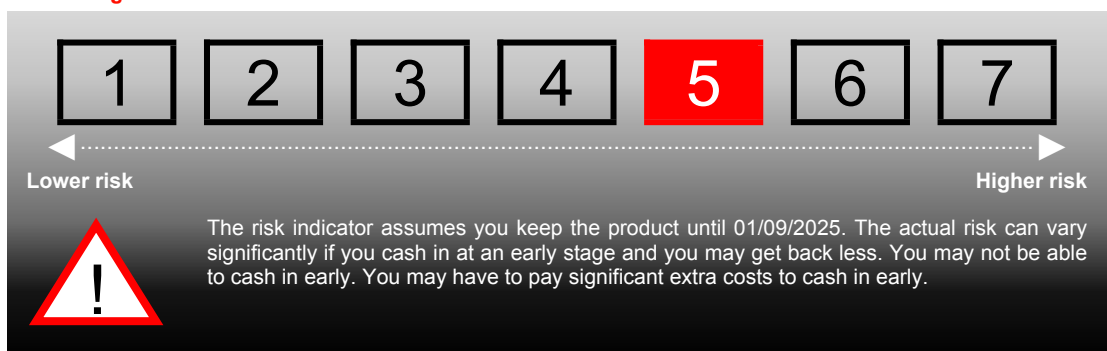 1 2 3 4 5 6 7
Lower risk Higher risk
The risk indicator assumes you keep the product until 01/09/2025. The actual risk can vary
significantly if you cash in at an early stage and you may get back less. You may not be able
to cash in early. You may have to pay significant extra costs to cash in early.
!